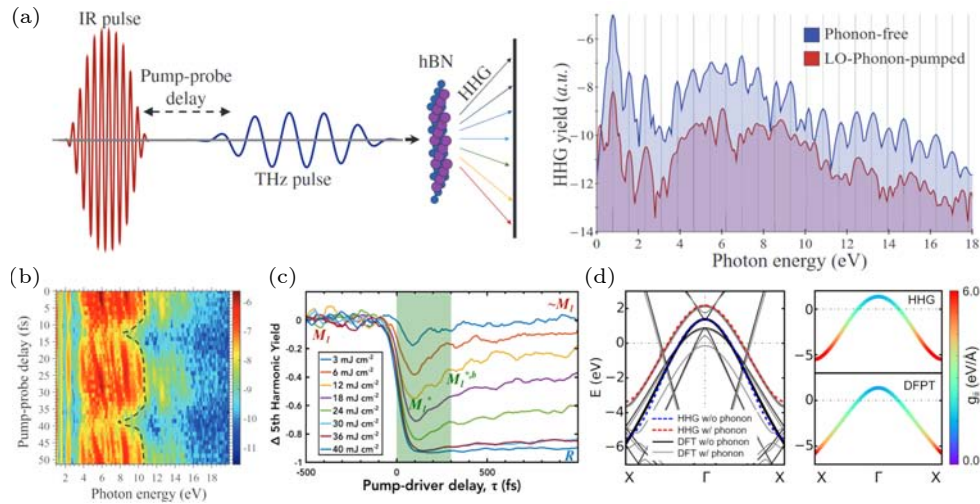 (a)
IR pulse
Pump-probe
delay
THz pulse
hBN
HHG
HHG yield (a.u.)
−6
−8
−10
−12
−14
Phonon-free
LO-Phonon-pumped
0 2 4 6 8 10 12 14 16 18
Photon energy (eV)
(b)
Pump-probe delay (fs)
0
5
10
15
20
25
30
35
40
45
50
2 4 6 8 10 12 14 16 18
Photon energy (eV)
-6
-7
-8
-9
-10
-11
(c)
Δ 5th Harmonic Yield
0
-0.2
-0.4
-0.6
-0.8
-1
M_l
~M_l
M_l^*
M_l^{*,b}
R
3 mJ cm⁻²
6 mJ cm⁻²
12 mJ cm⁻²
18 mJ cm⁻²
24 mJ cm⁻²
30 mJ cm⁻²
36 mJ cm⁻²
40 mJ cm⁻²
-500 0 500
Pump-driver delay, τ (fs)
(d)
E (eV)
2
0
−2
−4
−6
HHG w/o phonon
HHG w/ phonon
DFT w/o phonon
DFT w/ phonon
X Γ X
HHG
0
−5
DFPT
0
−5
X Γ X
6.0
0.0
(eV/Å)